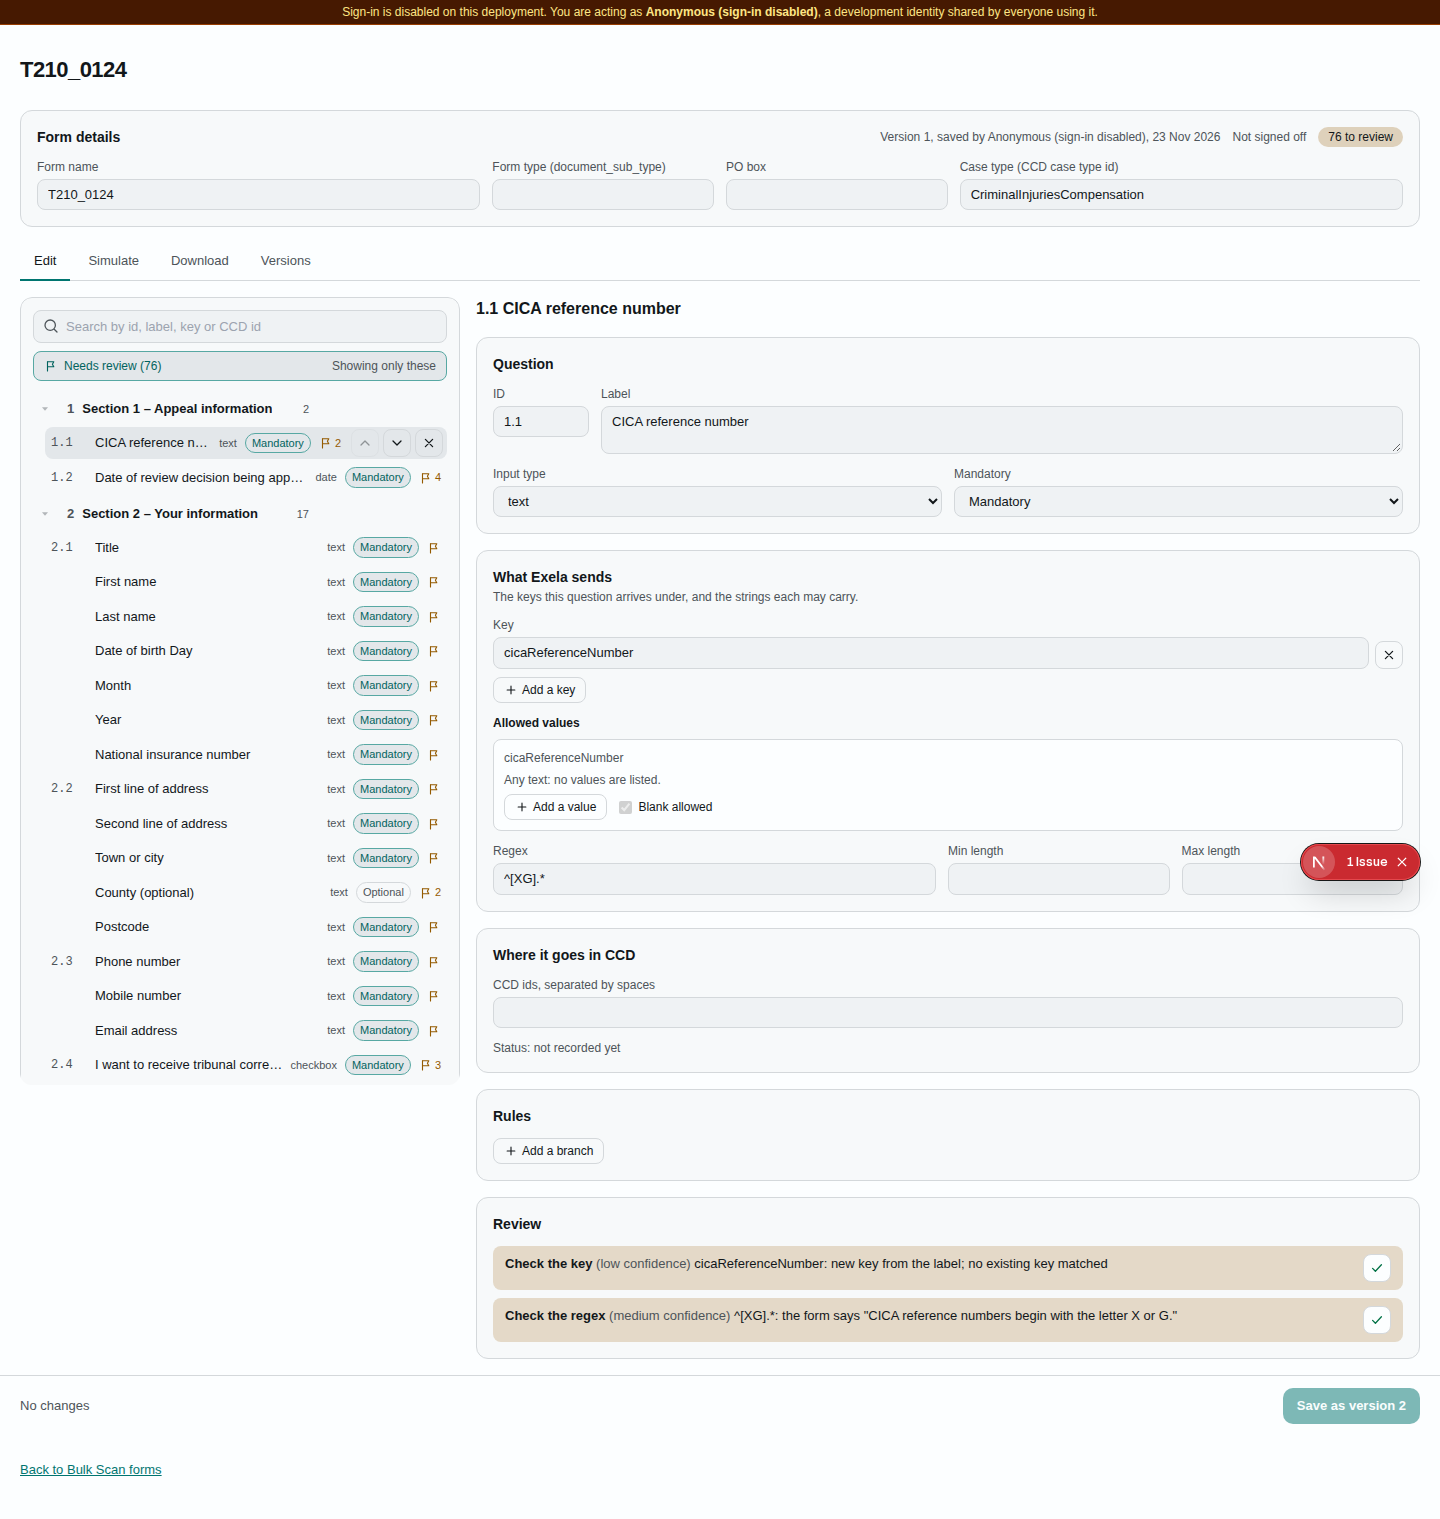 Sign-in is disabled on this deployment. You are acting as Anonymous (sign-in disabled), a development identity shared by everyone using it.
T210_0124
Form details
Version 1, saved by Anonymous (sign-in disabled), 23 Nov 2026 Not signed off 76 to review
Form name
Form type (document_sub_type)
PO box
Case type (CCD case type id)
T210_0124
CriminalInjuriesCompensation
Edit Simulate Download Versions
Search by id, label, key or CCD id
Needs review (76) Showing only these
1 Section 1 – Appeal information 2
1.1 CICA reference n… text Mandatory 2
1.2 Date of review decision being app… date Mandatory 4
2 Section 2 – Your information 17
2.1 Title text Mandatory
First name text Mandatory
Last name text Mandatory
Date of birth Day text Mandatory
Month text Mandatory
Year text Mandatory
National insurance number text Mandatory
2.2 First line of address text Mandatory
Second line of address text Mandatory
Town or city text Mandatory
County (optional) text Optional 2
Postcode text Mandatory
2.3 Phone number text Mandatory
Mobile number text Mandatory
Email address text Mandatory
2.4 I want to receive tribunal corre… checkbox Mandatory 3
1.1 CICA reference number
Question
ID Label
1.1 CICA reference number
Input type Mandatory
text Mandatory
What Exela sends
The keys this question arrives under, and the strings each may carry.
Key
cicaReferenceNumber
Add a key
Allowed values
cicaReferenceNumber
Any text: no values are listed.
Add a value Blank allowed
Regex Min length Max length
^[XG].*
N 1 Issue
Where it goes in CCD
CCD ids, separated by spaces
Status: not recorded yet
Rules
Add a branch
Review
Check the key (low confidence) cicaReferenceNumber: new key from the label; no existing key matched
Check the regex (medium confidence) ^[XG].*: the form says "CICA reference numbers begin with the letter X or G."
No changes Save as version 2
Back to Bulk Scan forms